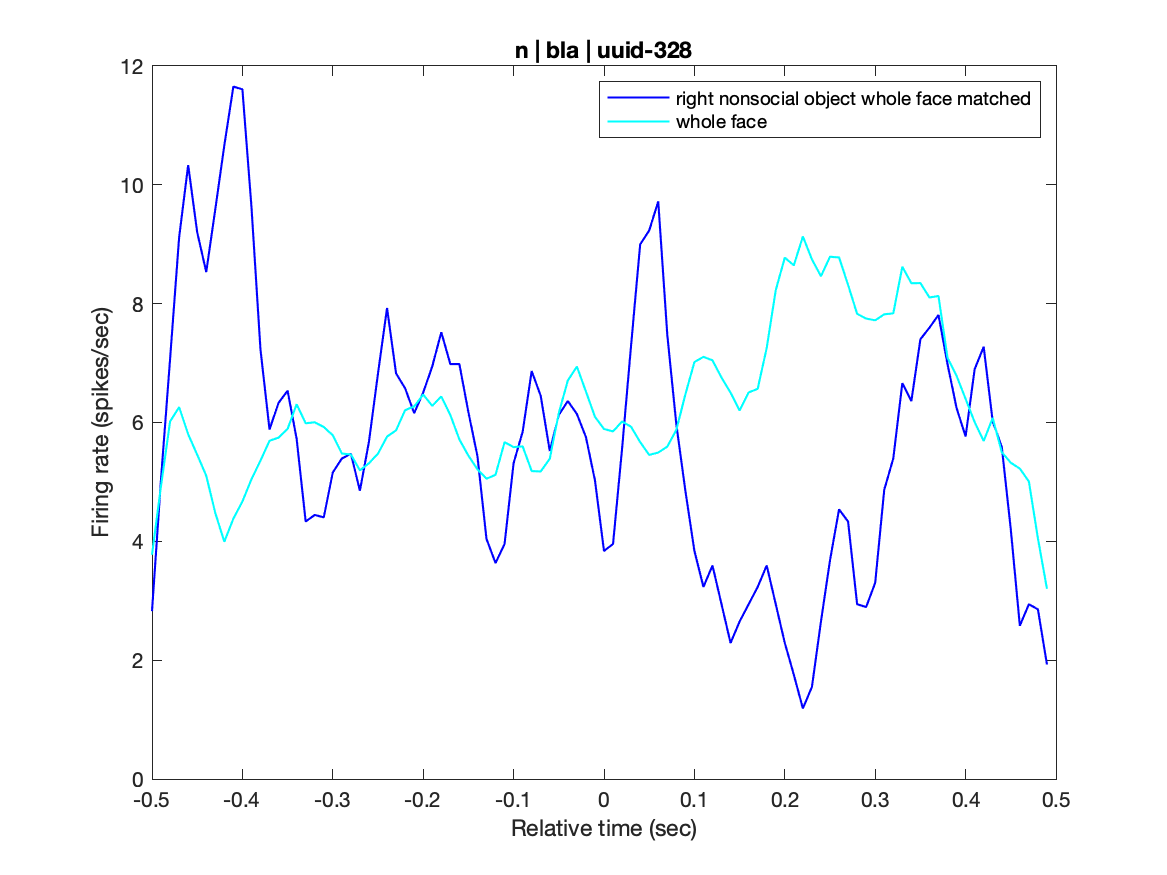 n | bla | uuid-328
12
10
8
6
4
2
0
Firing rate (spikes/sec)
right nonsocial object whole face matched
whole face
-0.5 -0.4 -0.3 -0.2 -0.1 0 0.1 0.2 0.3 0.4 0.5
Relative time (sec)